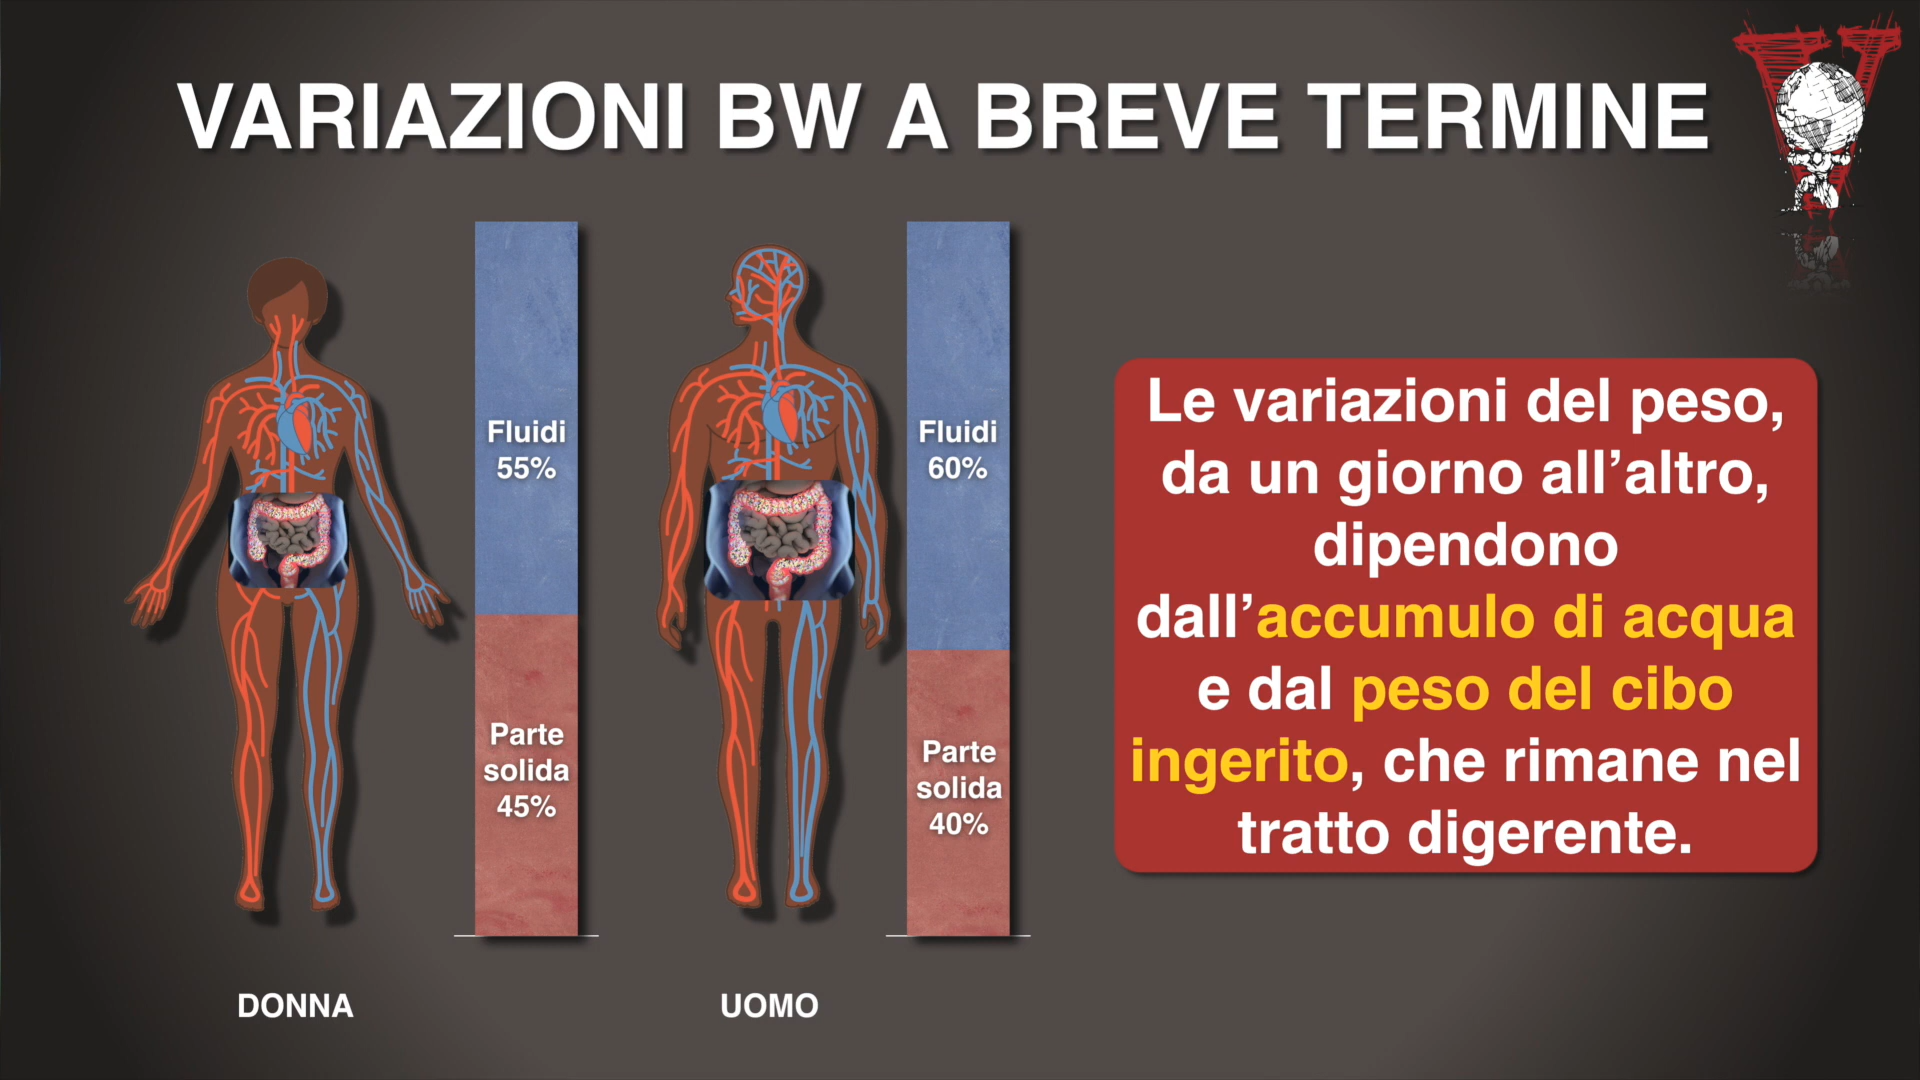 VARIAZIONI BW A BREVE TERMINE
Fluidi
55%
Parte
solida
45%
DONNA
Fluidi
60%
Parte
solida
40%
UOMO
Le variazioni del peso,
da un giorno all’altro,
dipendono
dall’accumulo di acqua
e dal peso del cibo
ingerito, che rimane nel
tratto digerente.